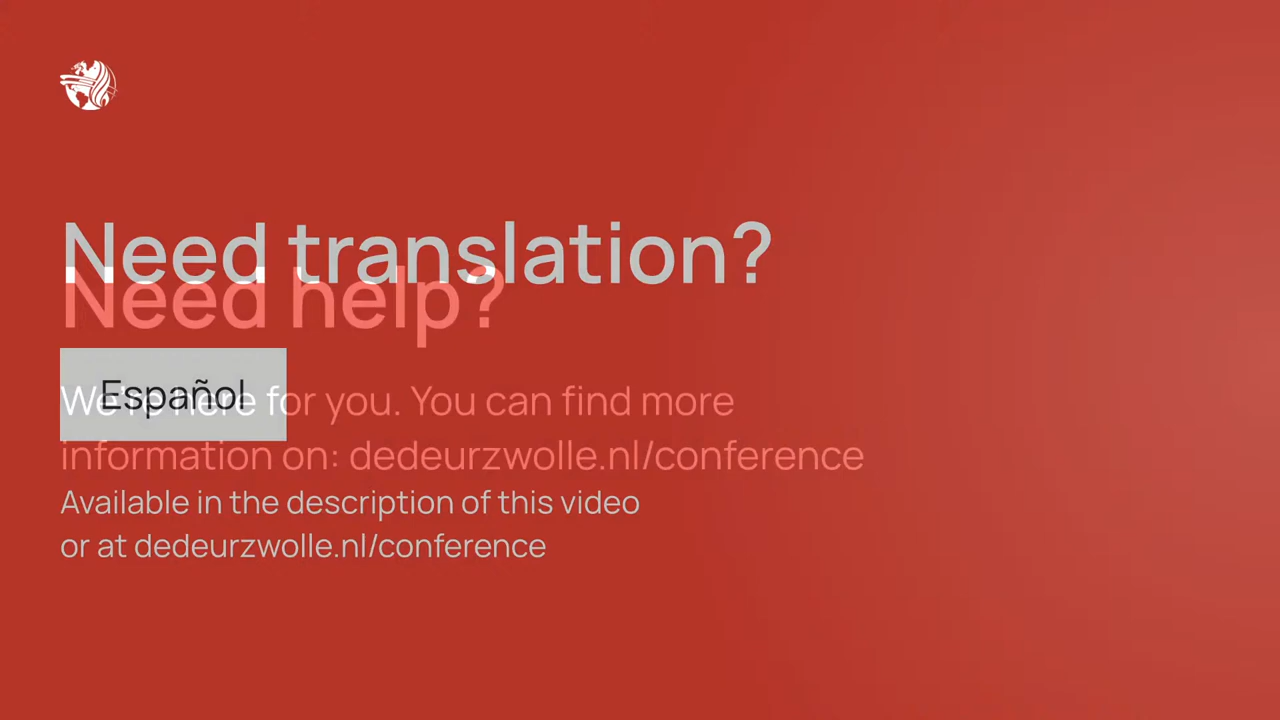 Need translation?
Need help?
Español
We're here for you. You can find more
information on: dedeurzwolle.nl/conference
Available in the description of this video
or at dedeurzwolle.nl/conference